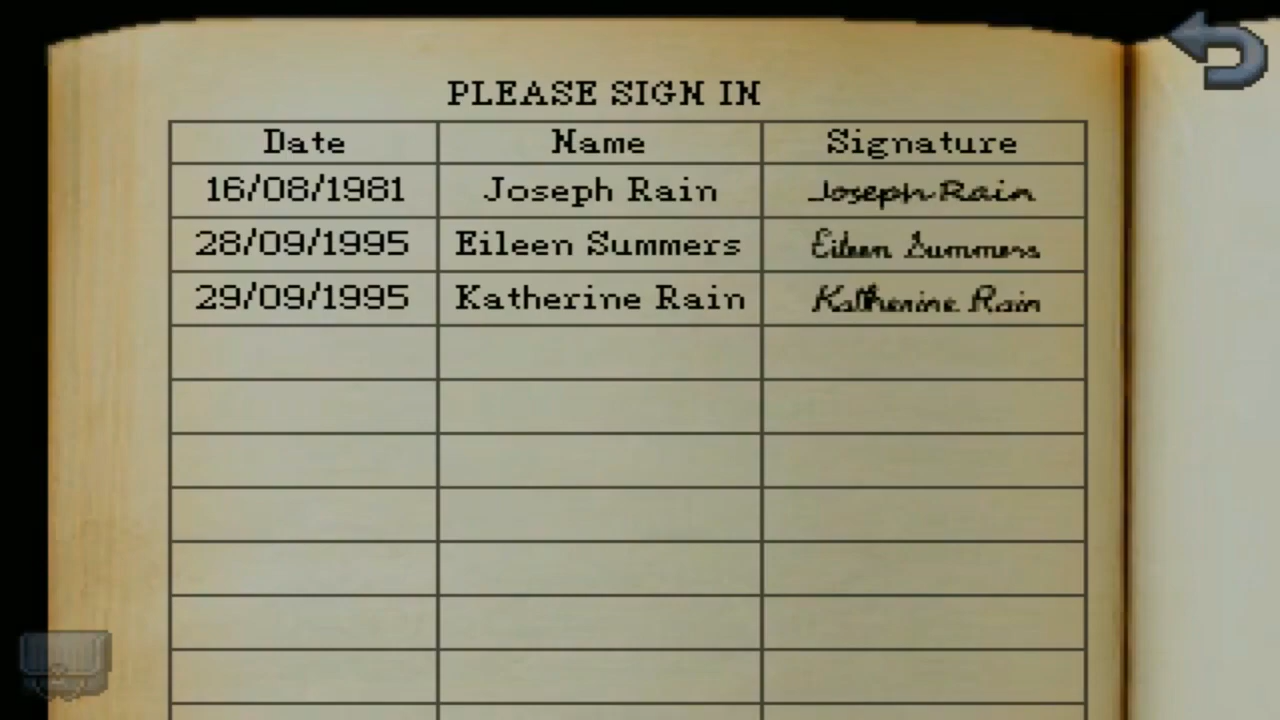 PLEASE SIGN IN
Date Name Signature
16/08/1981 Joseph Rain Joseph Rain
28/09/1995 Eileen Summers Eileen Summers
29/09/1995 Katherine Rain Katherine Rain